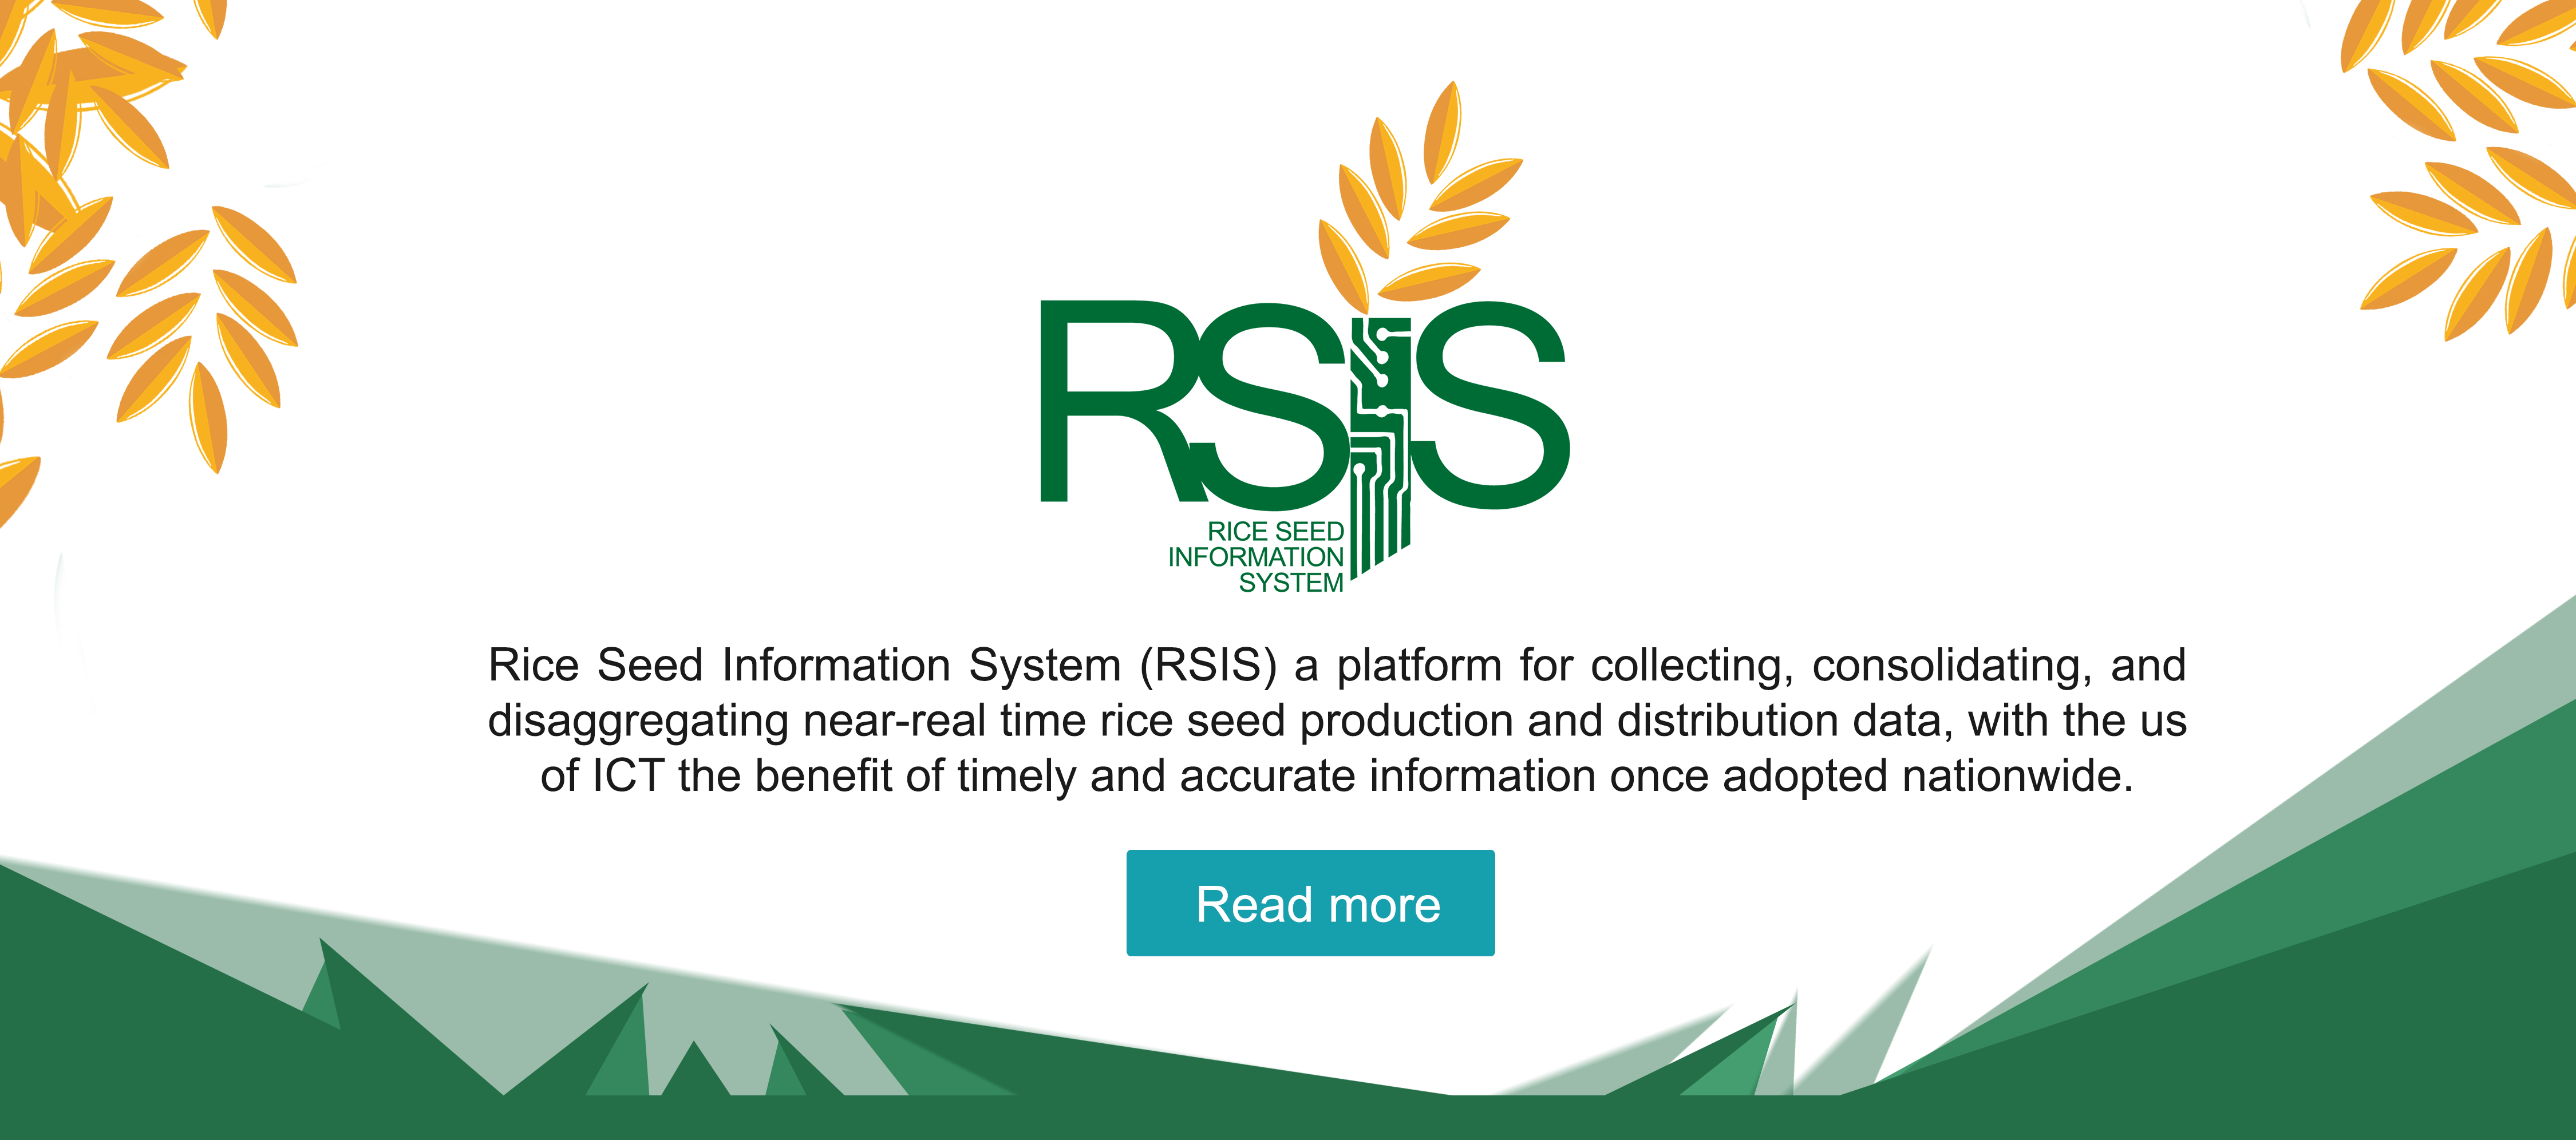 RSIS
RICE SEED
INFORMATION
SYSTEM
Rice Seed Information System (RSIS) a platform for collecting, consolidating, and
disaggregating near-real time rice seed production and distribution data, with the us
of ICT the benefit of timely and accurate information once adopted nationwide.
Read more